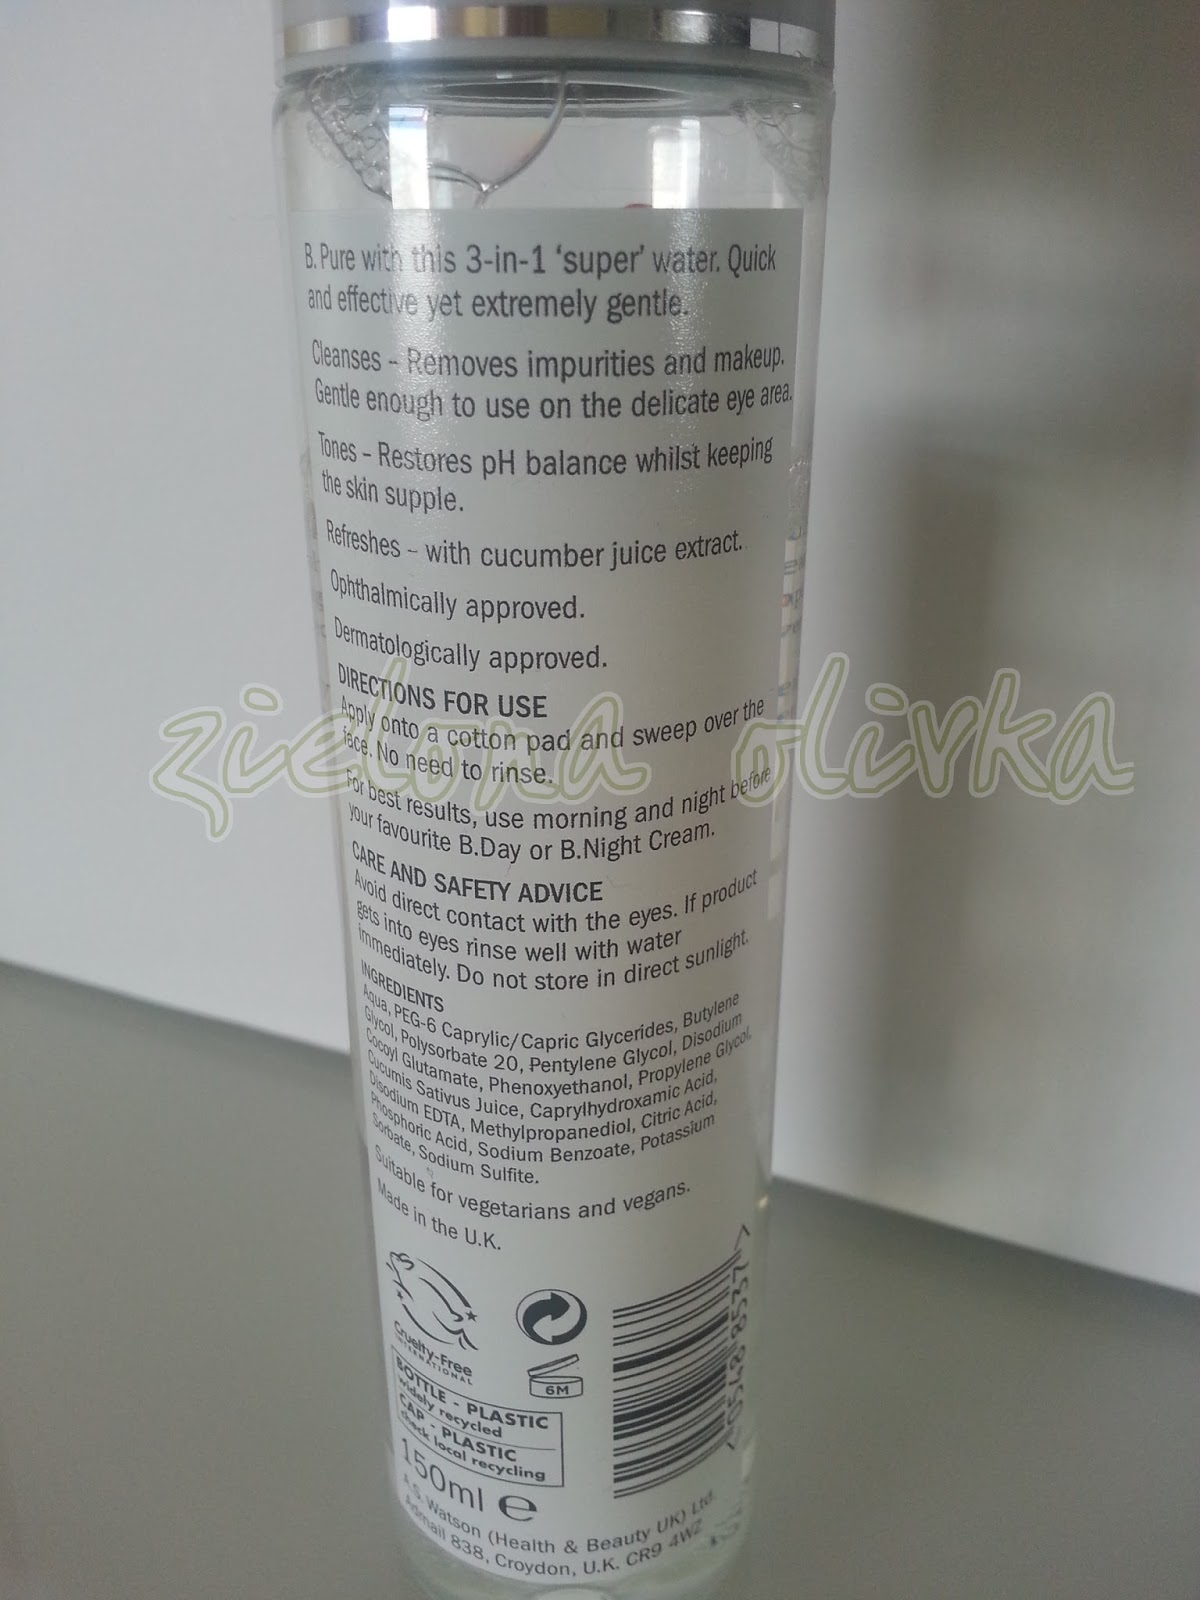 B. Pure with this 3-in-1 ‘super’ water. Quick
and effective yet extremely gentle.
Cleanses - Removes impurities and makeup.
Gentle enough to use on the delicate eye area.
Tones - Restores pH balance whilst keeping
the skin supple.
Refreshes - with cucumber juice extract.
Ophthalmically approved.
Dermatologically approved.
DIRECTIONS FOR USE
Apply onto a cotton pad and sweep over the
face. No need to rinse.
zielona olivka
For best results, use morning and night before
your favourite B.Day or B.Night Cream.
CARE AND SAFETY ADVICE
Avoid direct contact with the eyes. If product
gets into eyes rinse well with water
immediately. Do not store in direct sunlight.
INGREDIENTS
Aqua, PEG-6 Caprylic/Capric Glycerides, Butylene
Glycol, Polysorbate 20, Pentylene Glycol, Disodium
Cocoyl Glutamate, Phenoxyethanol, Propylene Glycol,
Cucumis Sativus Juice, Caprylhydroxamic Acid,
Disodium EDTA, Methylpropanediol, Citric Acid,
Phosphoric Acid, Sodium Benzoate, Potassium
Sorbate, Sodium Sulfite.
Suitable for vegetarians and vegans.
Made in the U.K.
Cruelty-Free
INTERNATIONAL
6M
BOTTLE - PLASTIC
widely recycled
CAP - PLASTIC
check local recycling
150ml e
A.S. Watson (Health & Beauty UK) Ltd.
Admail 838, Croydon, U.K. CR9 4WZ